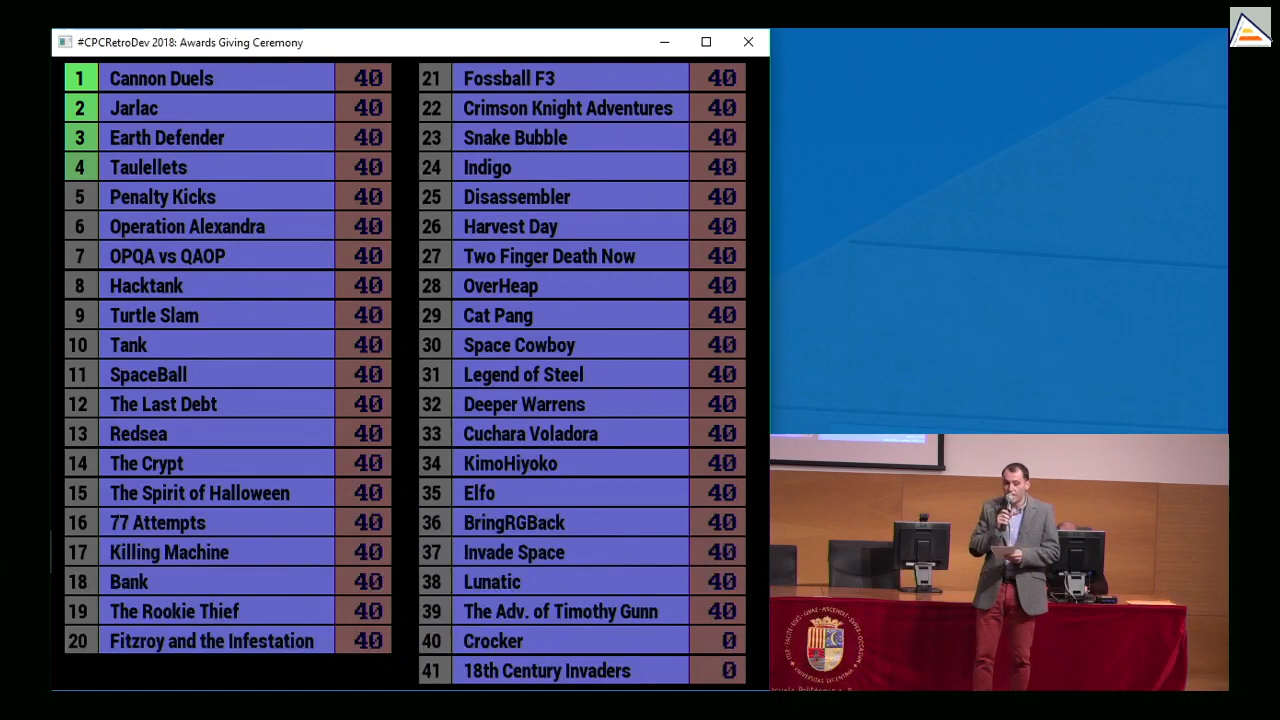 #CPCRetroDev 2018: Awards Giving Ceremony
1 Cannon Duels 40
2 Jarlac 40
3 Earth Defender 40
4 Taulellets 40
5 Penalty Kicks 40
6 Operation Alexandra 40
7 OPQA vs QAOP 40
8 Hacktank 40
9 Turtle Slam 40
10 Tank 40
11 SpaceBall 40
12 The Last Debt 40
13 Redsea 40
14 The Crypt 40
15 The Spirit of Halloween 40
16 77 Attempts 40
17 Killing Machine 40
18 Bank 40
19 The Rookie Thief 40
20 Fitzroy and the Infestation 40
21 Fossball F3 40
22 Crimson Knight Adventures 40
23 Snake Bubble 40
24 Indigo 40
25 Disassembler 40
26 Harvest Day 40
27 Two Finger Death Now 40
28 OverHeap 40
29 Cat Pang 40
30 Space Cowboy 40
31 Legend of Steel 40
32 Deeper Warrens 40
33 Cuchara Voladora 40
34 KimoHiyoko 40
35 Elfo 40
36 BringRGBack 40
37 Invade Space 40
38 Lunatic 40
39 The Adv. of Timothy Gunn 40
40 Crocker 0
41 18th Century Invaders 0